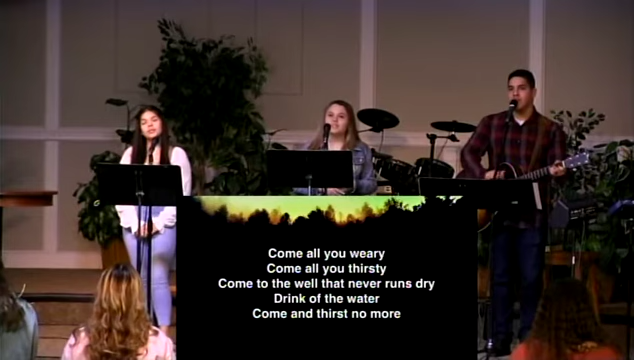 Come all you weary
Come all you thirsty
Come to the well that never runs dry
Drink of the water
Come and thirst no more